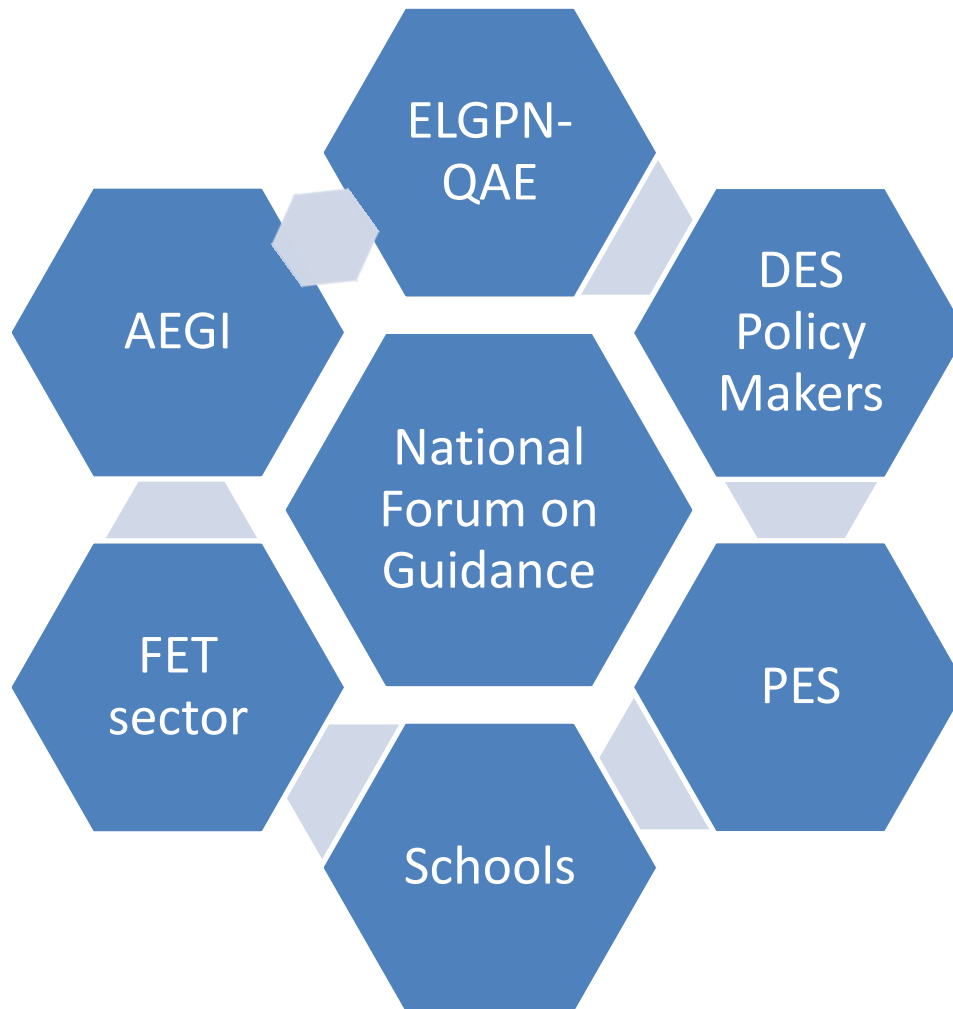 ELGPN-
QAE
DES
Policy
Makers
AEGI
National
Forum on
Guidance
FET
sector
PES
Schools